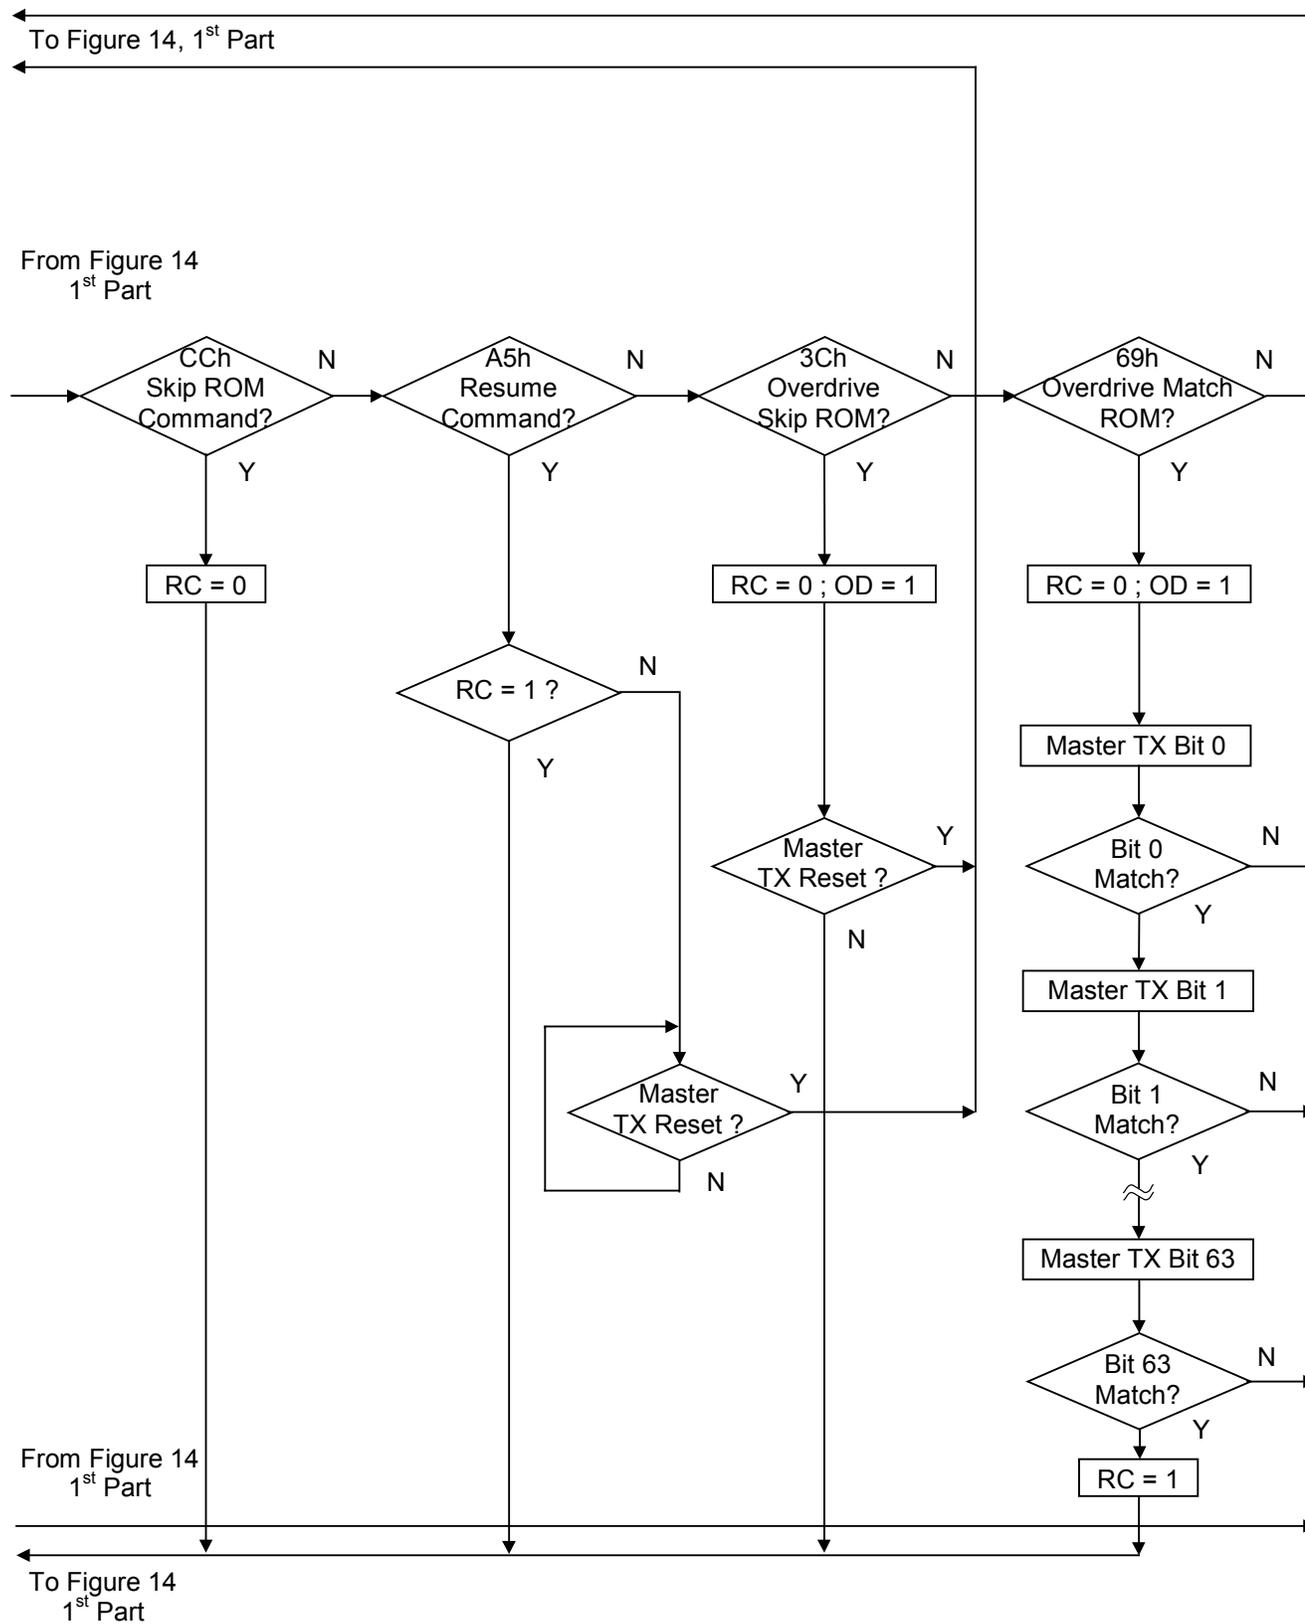 To Figure 14, 1st Part
From Figure 14
1st Part
CCh
Skip ROM
Command?
N
Y
A5h
Resume
Command?
N
Y
3Ch
Overdrive
Skip ROM?
N
Y
69h
Overdrive Match
ROM?
N
Y
RC = 0
RC = 0 ; OD = 1
RC = 0 ; OD = 1
RC = 1 ?
N
Y
Master TX Bit 0
Master
TX Reset ?
Y
N
Bit 0
Match?
N
Y
Master TX Bit 1
Master
TX Reset ?
Y
N
Bit 1
Match?
N
Y
Master TX Bit 63
Bit 63
Match?
N
Y
RC = 1
From Figure 14
1st Part
To Figure 14
1st Part